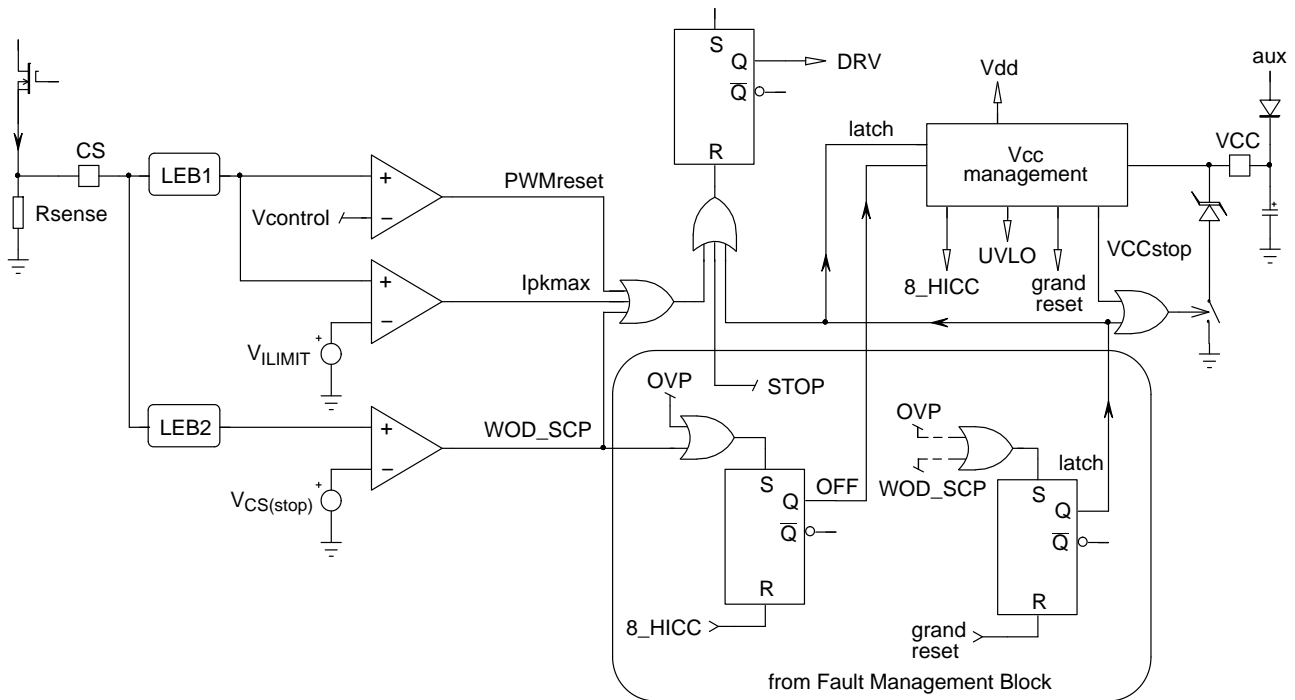 S
Q
DRV
Q
R
aux
Vdd
latch
VCC
Vcc
management
CS
LEB1
Rsense
+
–
Vcontrol
PWMreset
UVLO
8_HICC
grand
reset
VCCstop
+
–
Ipkmax
+
VILIMIT
STOP
OVP
LEB2
+
–
WOD_SCP
+
VCS(stop)
S
Q
OFF
Q
R
8_HICC
OVP
WOD_SCP
latch
S
Q
Q
R
grand
reset
+
from Fault Management Block